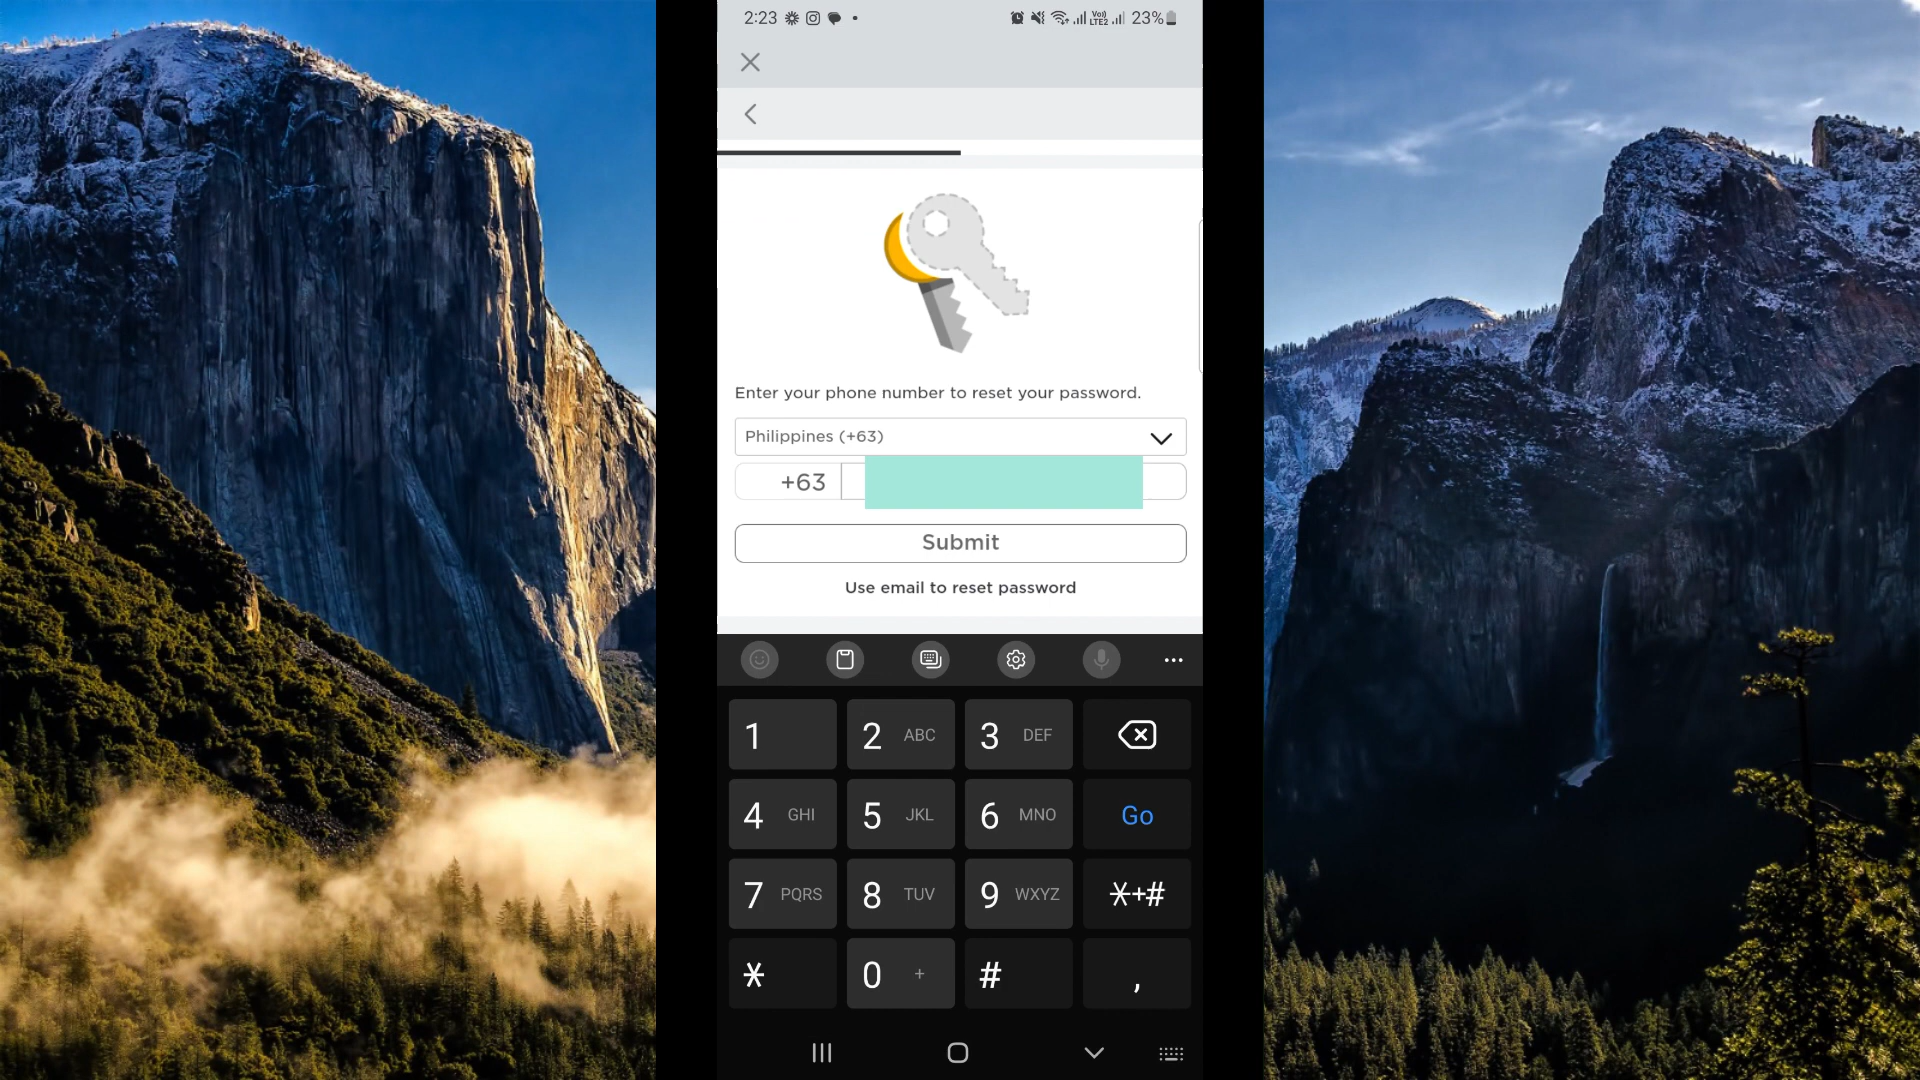 2:23
Vo)) LTE2 23%
Enter your phone number to reset your password.
Philippines (+63)
+63
Submit
Use email to reset password
1
2 ABC
3 DEF
4 GHI
5 JKL
6 MNO
Go
7 PQRS
8 TUV
9 WXYZ
*+#
*
0 +
#
,